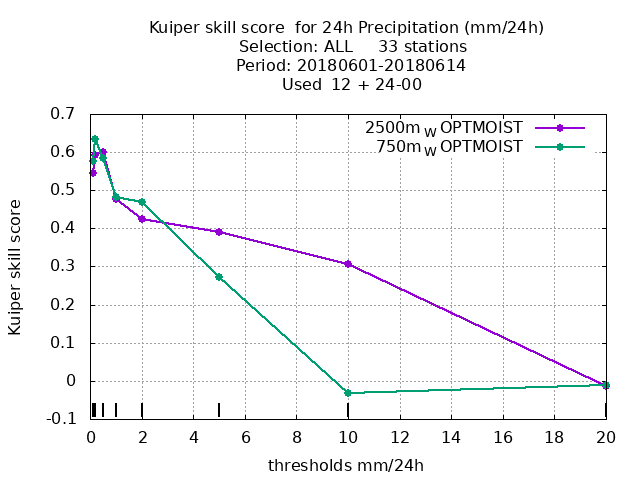 Kuiper skill score  for 24h Precipitation (mm/24h)
Selection: ALL     33 stations
Period: 20180601-20180614
Used  12 + 24-00
2500m W OPTMOIST
750m W OPTMOIST
0.7
0.6
0.5
0.4
0.3
0.2
0.1
0
-0.1
Kuiper skill score
0 2 4 6 8 10 12 14 16 18 20
thresholds mm/24h